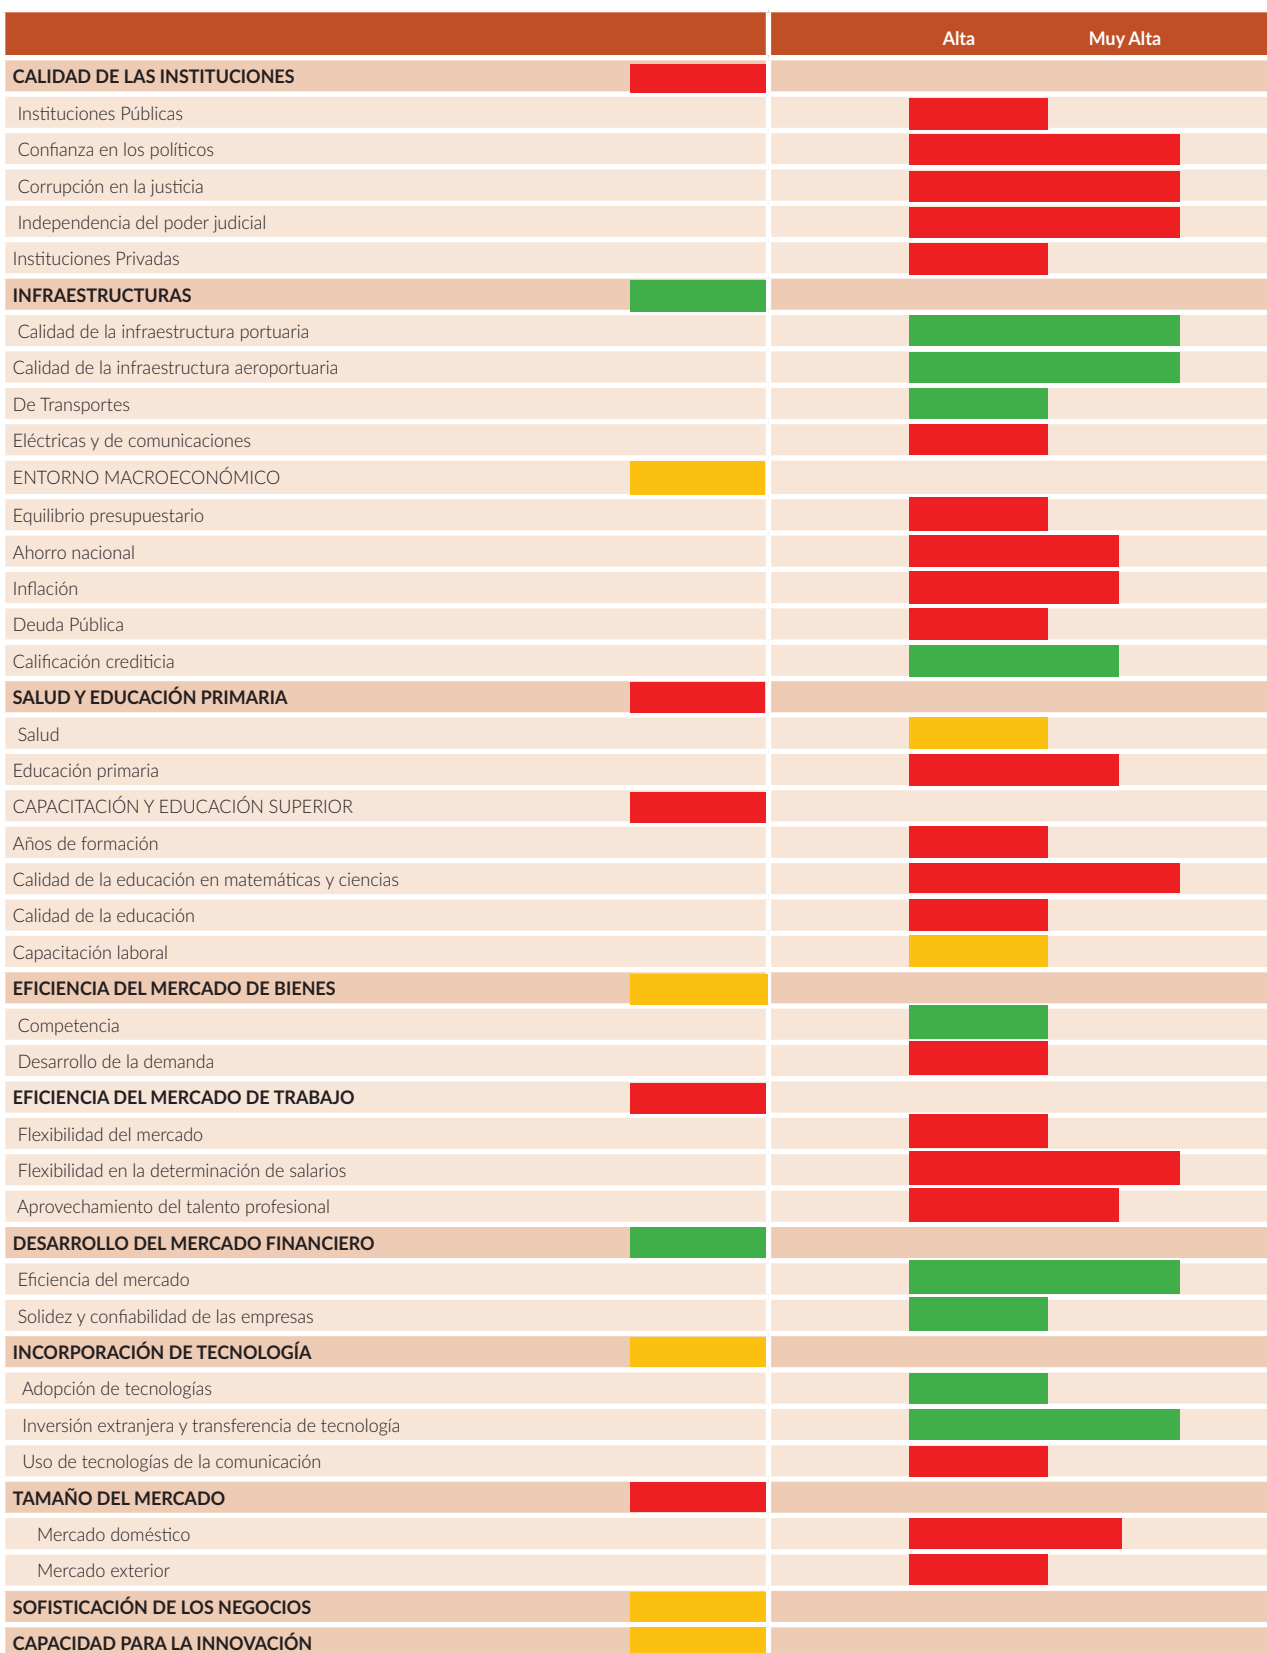 Alta Muy Alta
CALIDAD DE LAS INSTITUCIONES
Instituciones Públicas
Confianza en los políticos
Corrupción en la justicia
Independencia del poder judicial
Instituciones Privadas
INFRAESTRUCTURAS
Calidad de la infraestructura portuaria
Calidad de la infraestructura aeroportuaria
De Transportes
Eléctricas y de comunicaciones
ENTORNO MACROECONÓMICO
Equilibrio presupuestario
Ahorro nacional
Inflación
Deuda Pública
Calificación crediticia
SALUD Y EDUCACIÓN PRIMARIA
Salud
Educación primaria
CAPACITACIÓN Y EDUCACIÓN SUPERIOR
Años de formación
Calidad de la educación en matemáticas y ciencias
Calidad de la educación
Capacitación laboral
EFICIENCIA DEL MERCADO DE BIENES
Competencia
Desarrollo de la demanda
EFICIENCIA DEL MERCADO DE TRABAJO
Flexibilidad del mercado
Flexibilidad en la determinación de salarios
Aprovechamiento del talento profesional
DESARROLLO DEL MERCADO FINANCIERO
Eficiencia del mercado
Solidez y confiabilidad de las empresas
INCORPORACIÓN DE TECNOLOGÍA
Adopción de tecnologías
Inversión extranjera y transferencia de tecnología
Uso de tecnologías de la comunicación
TAMAÑO DEL MERCADO
Mercado doméstico
Mercado exterior
SOFISTICACIÓN DE LOS NEGOCIOS
CAPACIDAD PARA LA INNOVACIÓN